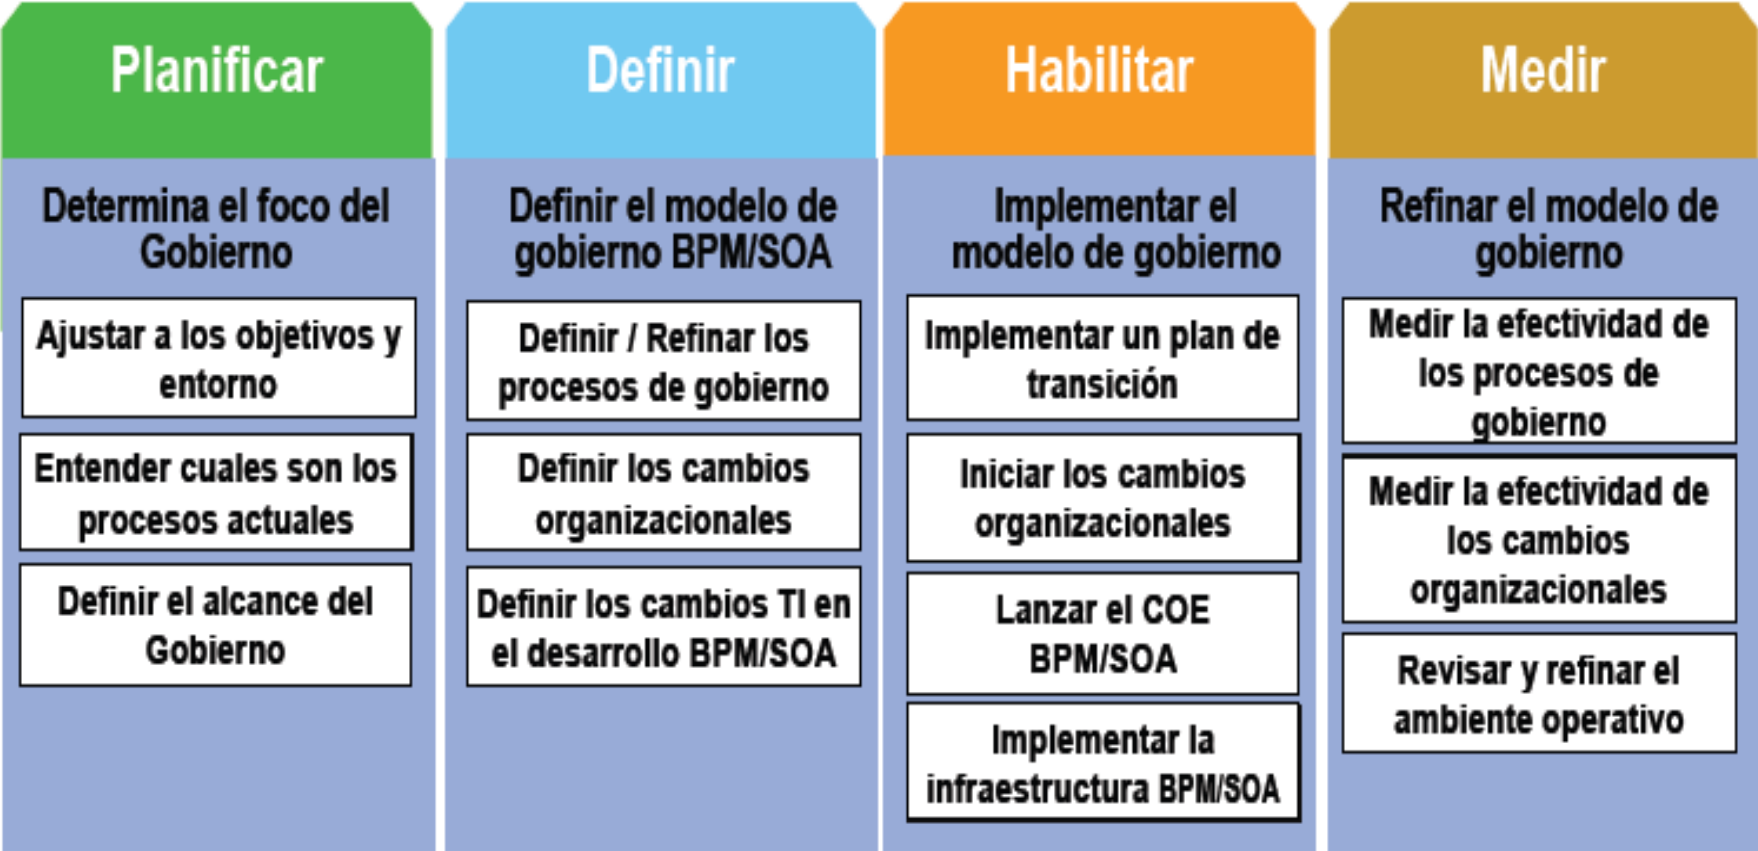 Planificar
Determina el foco del
Gobierno
Ajustar a los objetivos y
entorno
Entender cuales son los
procesos actuales
Definir el alcance del
Gobierno
Definir
Definir el modelo de
gobierno BPM/SOA
Definir / Refinar los
procesos de gobierno
Definir los cambios
organizacionales
Definir los cambios TI en
el desarrollo BPM/SOA
Habilitar
Implementar el
modelo de gobierno
Implementar un plan de
transición
Iniciar los cambios
organizacionales
Lanzar el COE
BPM/SOA
Implementar la
infraestructura BPM/SOA
Medir
Refinar el modelo de
gobierno
Medir la efectividad de
los procesos de
gobierno
Medir la efectividad de
los cambios
organizacionales
Revisar y refinar el
ambiente operativo